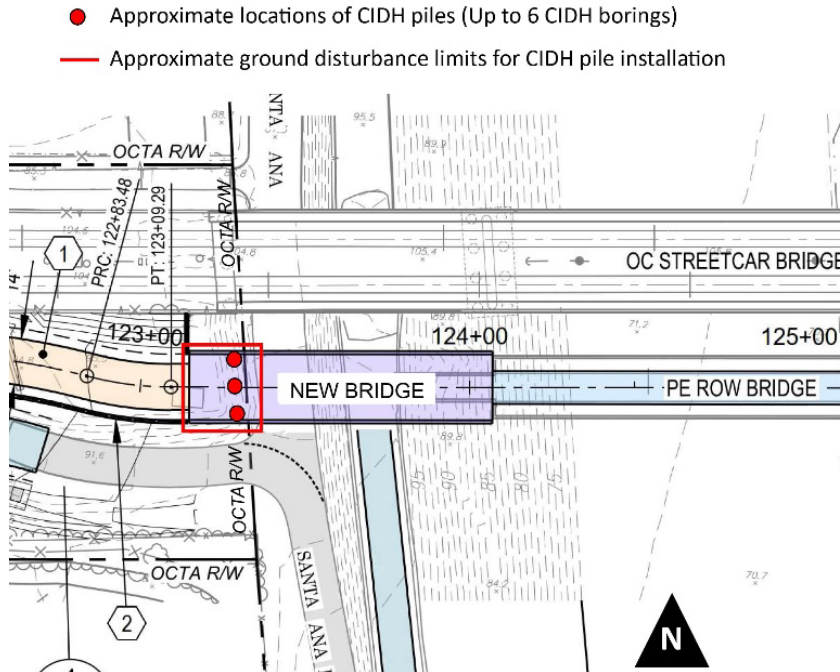 Approximate locations of CIDH piles (Up to 6 CIDH borings)
Approximate ground disturbance limits for CIDH pile installation
OCTA R/W
NTA ANA
OCTA R/W
PRC: 122+83.48
PT: 123+09.29
95.5
89.9
104.6
104.8
105.4
OC STREETCAR BRIDGE
1
14
123+00
89.8
124+00
71.2
125+00
NEW BRIDGE
PE ROW BRIDGE
91.6
89.8
OCTA R/W
95
90
85
80
75
OCTA R/W
SANTA ANA
84.2
70.7
2
N